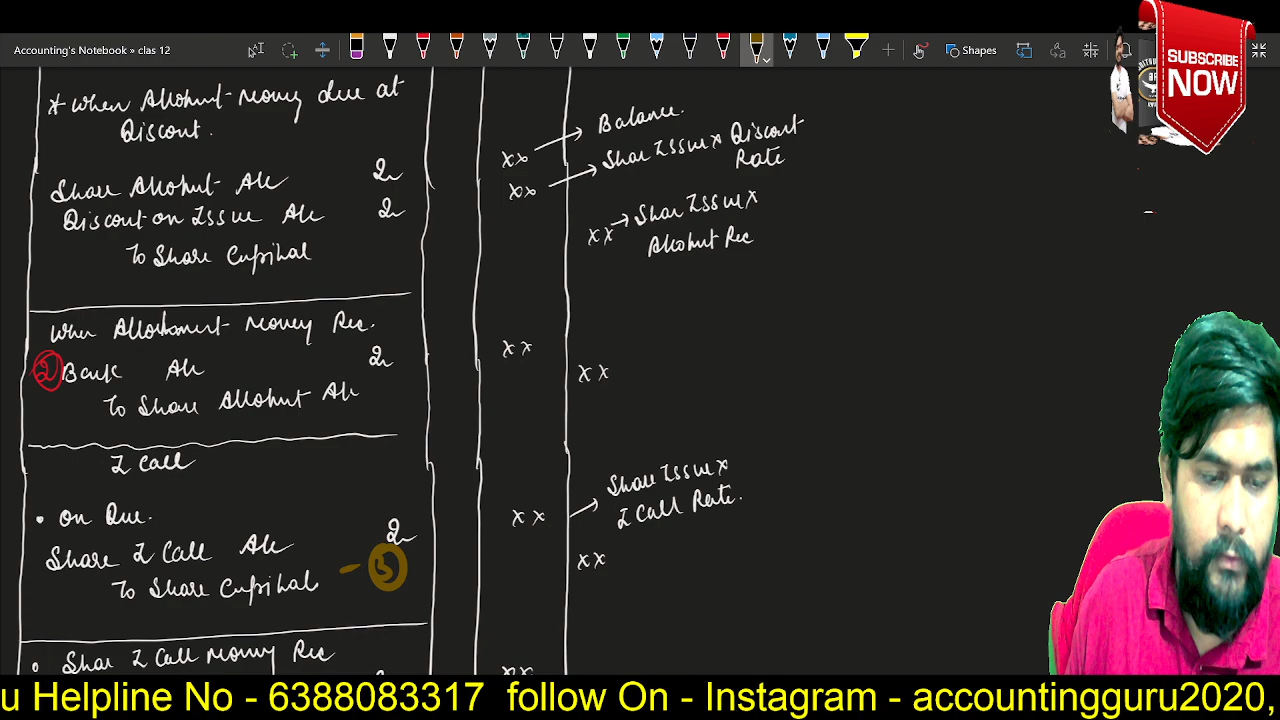 Accounting's Notebook » clas 12
Shapes
SUBSCRIBE
NOW
* When Allotment Money due at
Discount.
Share Allotment A/c Dr
Discount on Issue A/c Dr
To Share Capital
xx → Balance.
xx → Share Issue x Discount
Rate
xx → Share Issue x
Allotment Rec
When Allotment Money Rec.
2 Bank A/c Dr xx
To Share Allotment A/c xx
I Call
• On Due.
Share I Call A/c Dr xx → Share Issue x
I Call Rate.
To Share Capital - xx
• Share I Call Money Rec
xx
u Helpline No - 6388083317 follow On - Instagram - accountingguru2020,